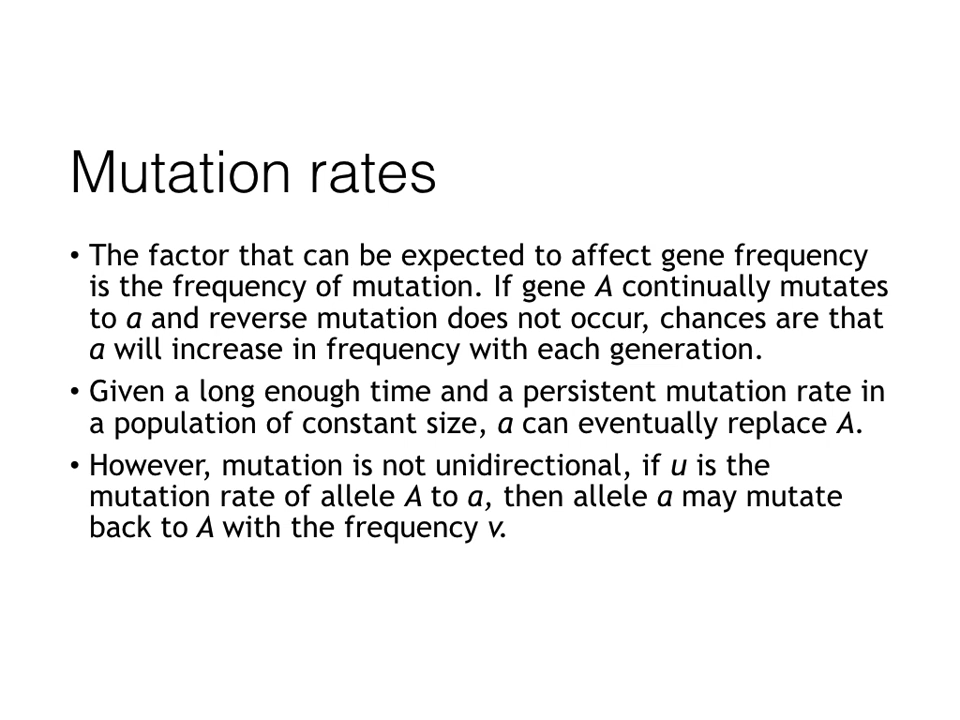 Mutation rates
• The factor that can be expected to affect gene frequency
is the frequency of mutation. If gene A continually mutates
to a and reverse mutation does not occur, chances are that
a will increase in frequency with each generation.
• Given a long enough time and a persistent mutation rate in
a population of constant size, a can eventually replace A.
• However, mutation is not unidirectional, if u is the
mutation rate of allele A to a, then allele a may mutate
back to A with the frequency v.